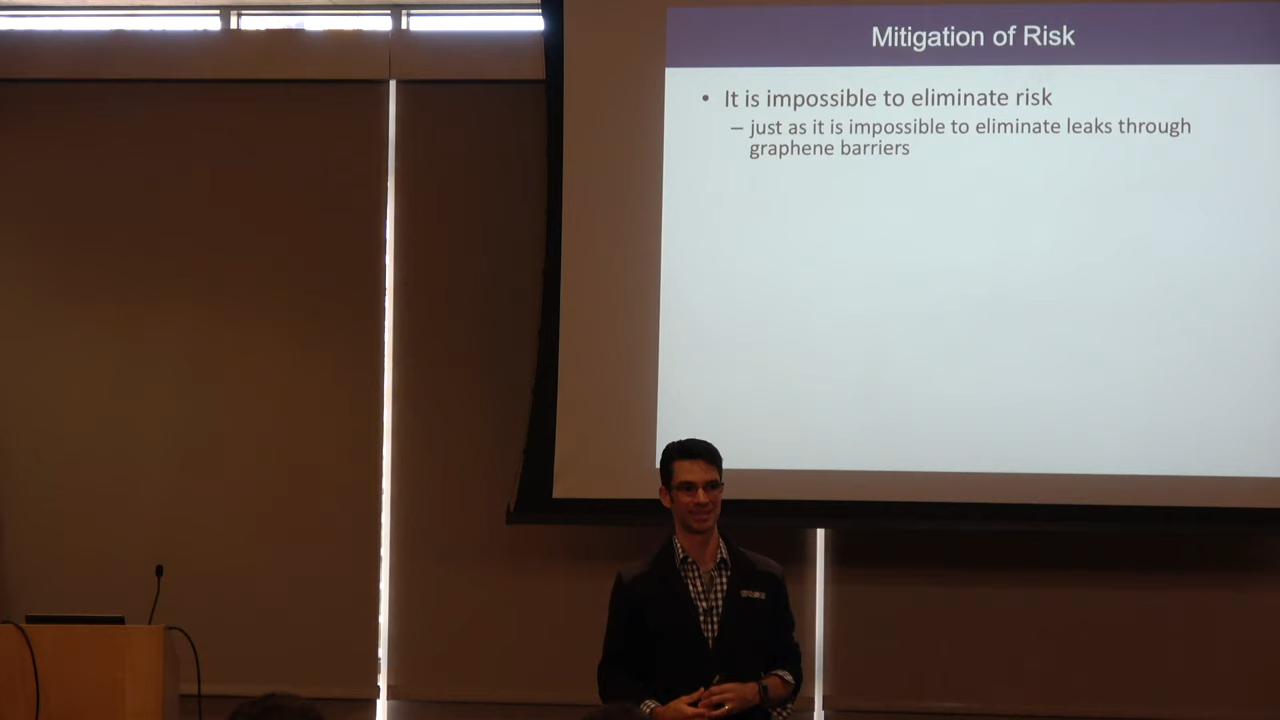 Mitigation of Risk
• It is impossible to eliminate risk
– just as it is impossible to eliminate leaks through
graphene barriers